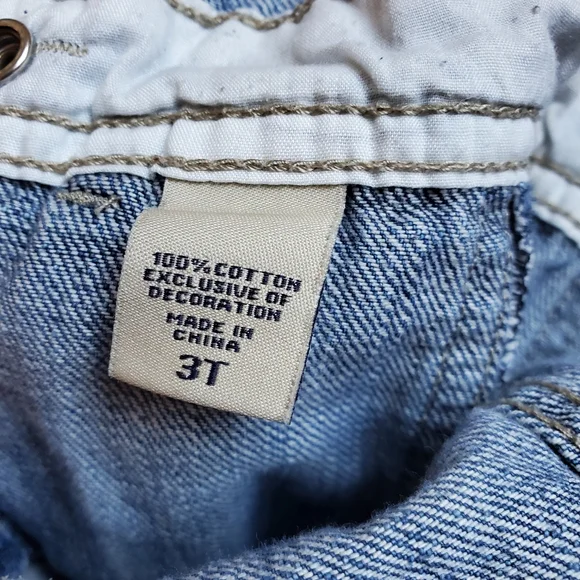 100% COTTON
EXCLUSIVE OF
DECORATION
MADE IN
CHINA
3T